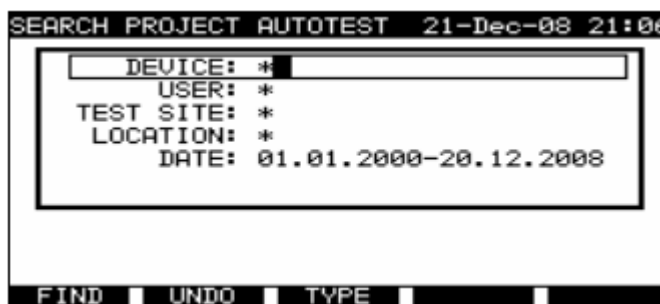 SEARCH PROJECT AUTOTEST 21-Dec-08 21:06
DEVICE: *
USER: *
TEST SITE: *
LOCATION: *
DATE: 01.01.2000-20.12.2008
FIND UNDO TYPE